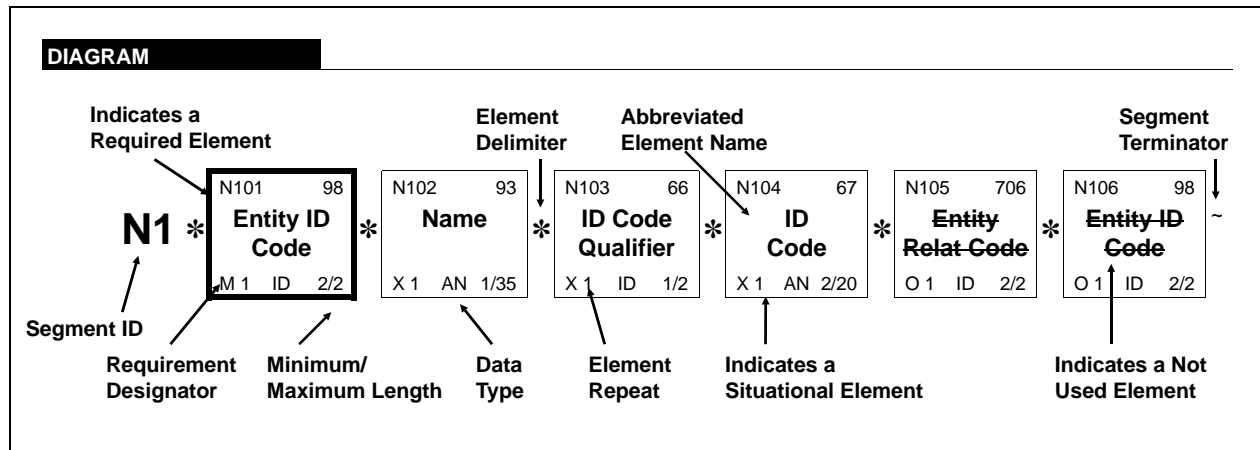 DIAGRAM
Indicates a
Required Element
Element
Delimiter
Abbreviated
Element Name
Segment
Terminator
N1 *
N101 98
Entity ID
Code
M 1 ID 2/2
*
N102 93
Name
X 1 AN 1/35
*
N103 66
ID Code
Qualifier
X 1 ID 1/2
*
N104 67
ID
Code
X 1 AN 2/20
*
N105 706
Entity
Relat Code
O 1 ID 2/2
*
N106 98
Entity ID
Code
O 1 ID 2/2
~
Segment ID
Requirement
Designator
Minimum/
Maximum Length
Data
Type
Element
Repeat
Indicates a
Situational Element
Indicates a Not
Used Element